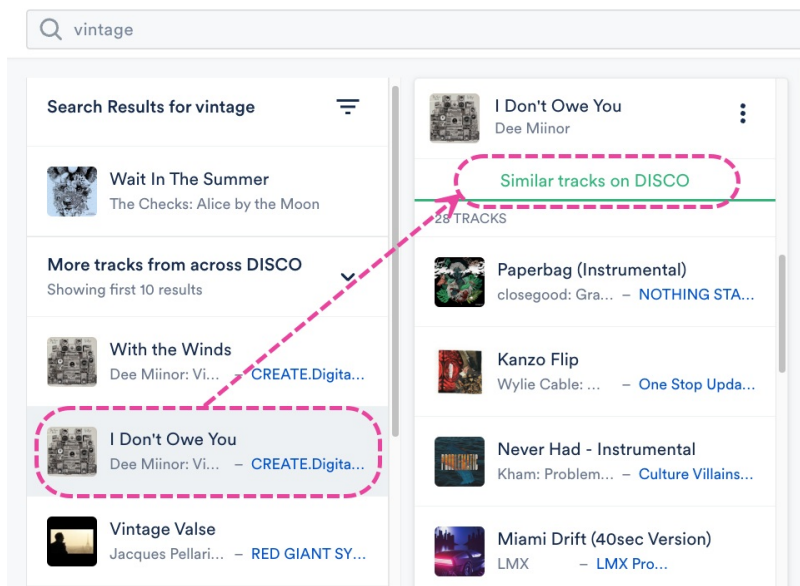 vintage
Search Results for vintage
Wait In The Summer
The Checks: Alice by the Moon
More tracks from across DISCO
Showing first 10 results
With the Winds
Dee Miinor: Vi... – CREATE.Digita...
I Don't Owe You
Dee Miinor: Vi... – CREATE.Digita...
Vintage Valse
Jacques Pellari... – RED GIANT SY...
I Don't Owe You
Dee Miinor
Similar tracks on DISCO
28 TRACKS
Paperbag (Instrumental)
closegood: Gra... – NOTHING STA...
Kanzo Flip
Wylie Cable: ... – One Stop Upda...
Never Had - Instrumental
Kham: Problem... – Culture Villains...
PROBLEMATIC
Miami Drift (40sec Version)
LMX – LMX Pro...